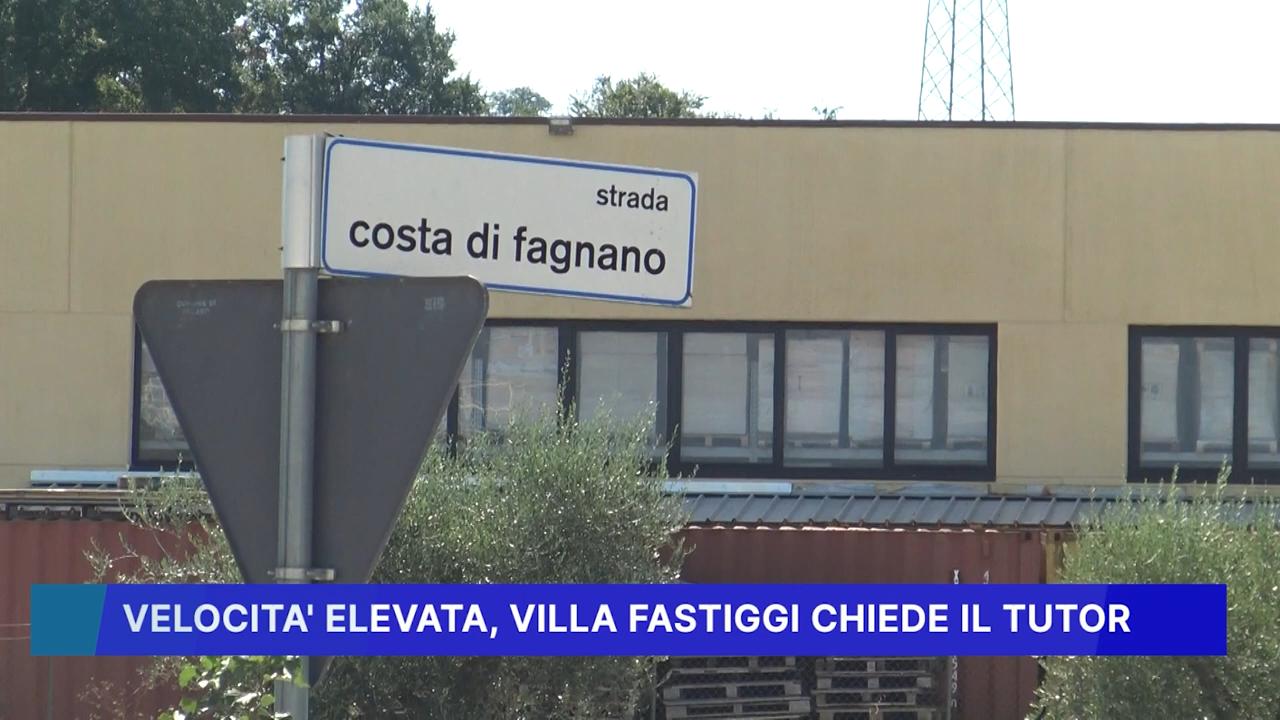 strada
costa di fagnano
VELOCITA' ELEVATA, VILLA FASTIGGI CHIEDE IL TUTOR